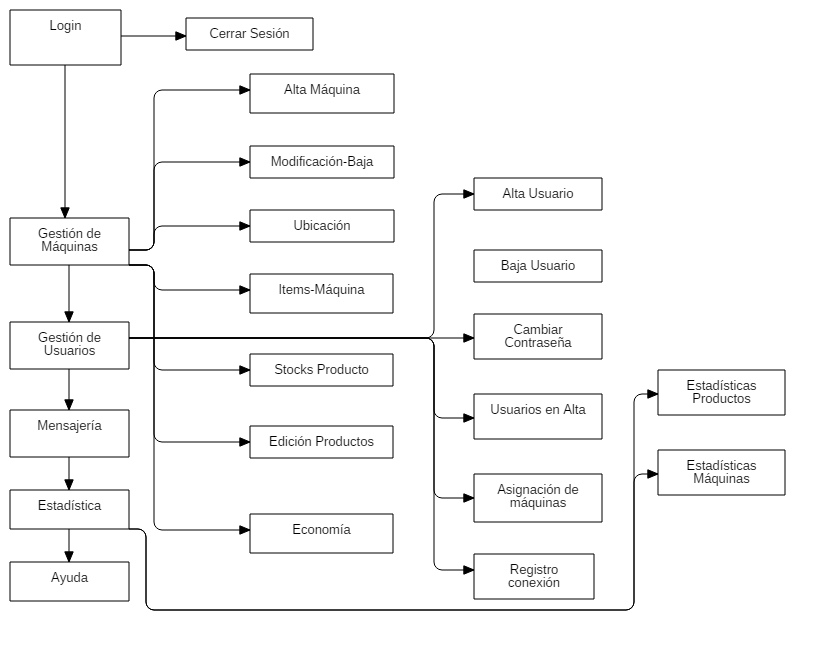 Login
Cerrar Sesión
Alta Máquina
Modificación-Baja
Ubicación
Items-Máquina
Stocks Producto
Edición Productos
Economía
Gestión de
Máquinas
Gestión de
Usuarios
Mensajería
Estadística
Ayuda
Alta Usuario
Baja Usuario
Cambiar
Contraseña
Usuarios en Alta
Asignación de
máquinas
Registro
conexión
Estadísticas
Productos
Estadísticas
Máquinas